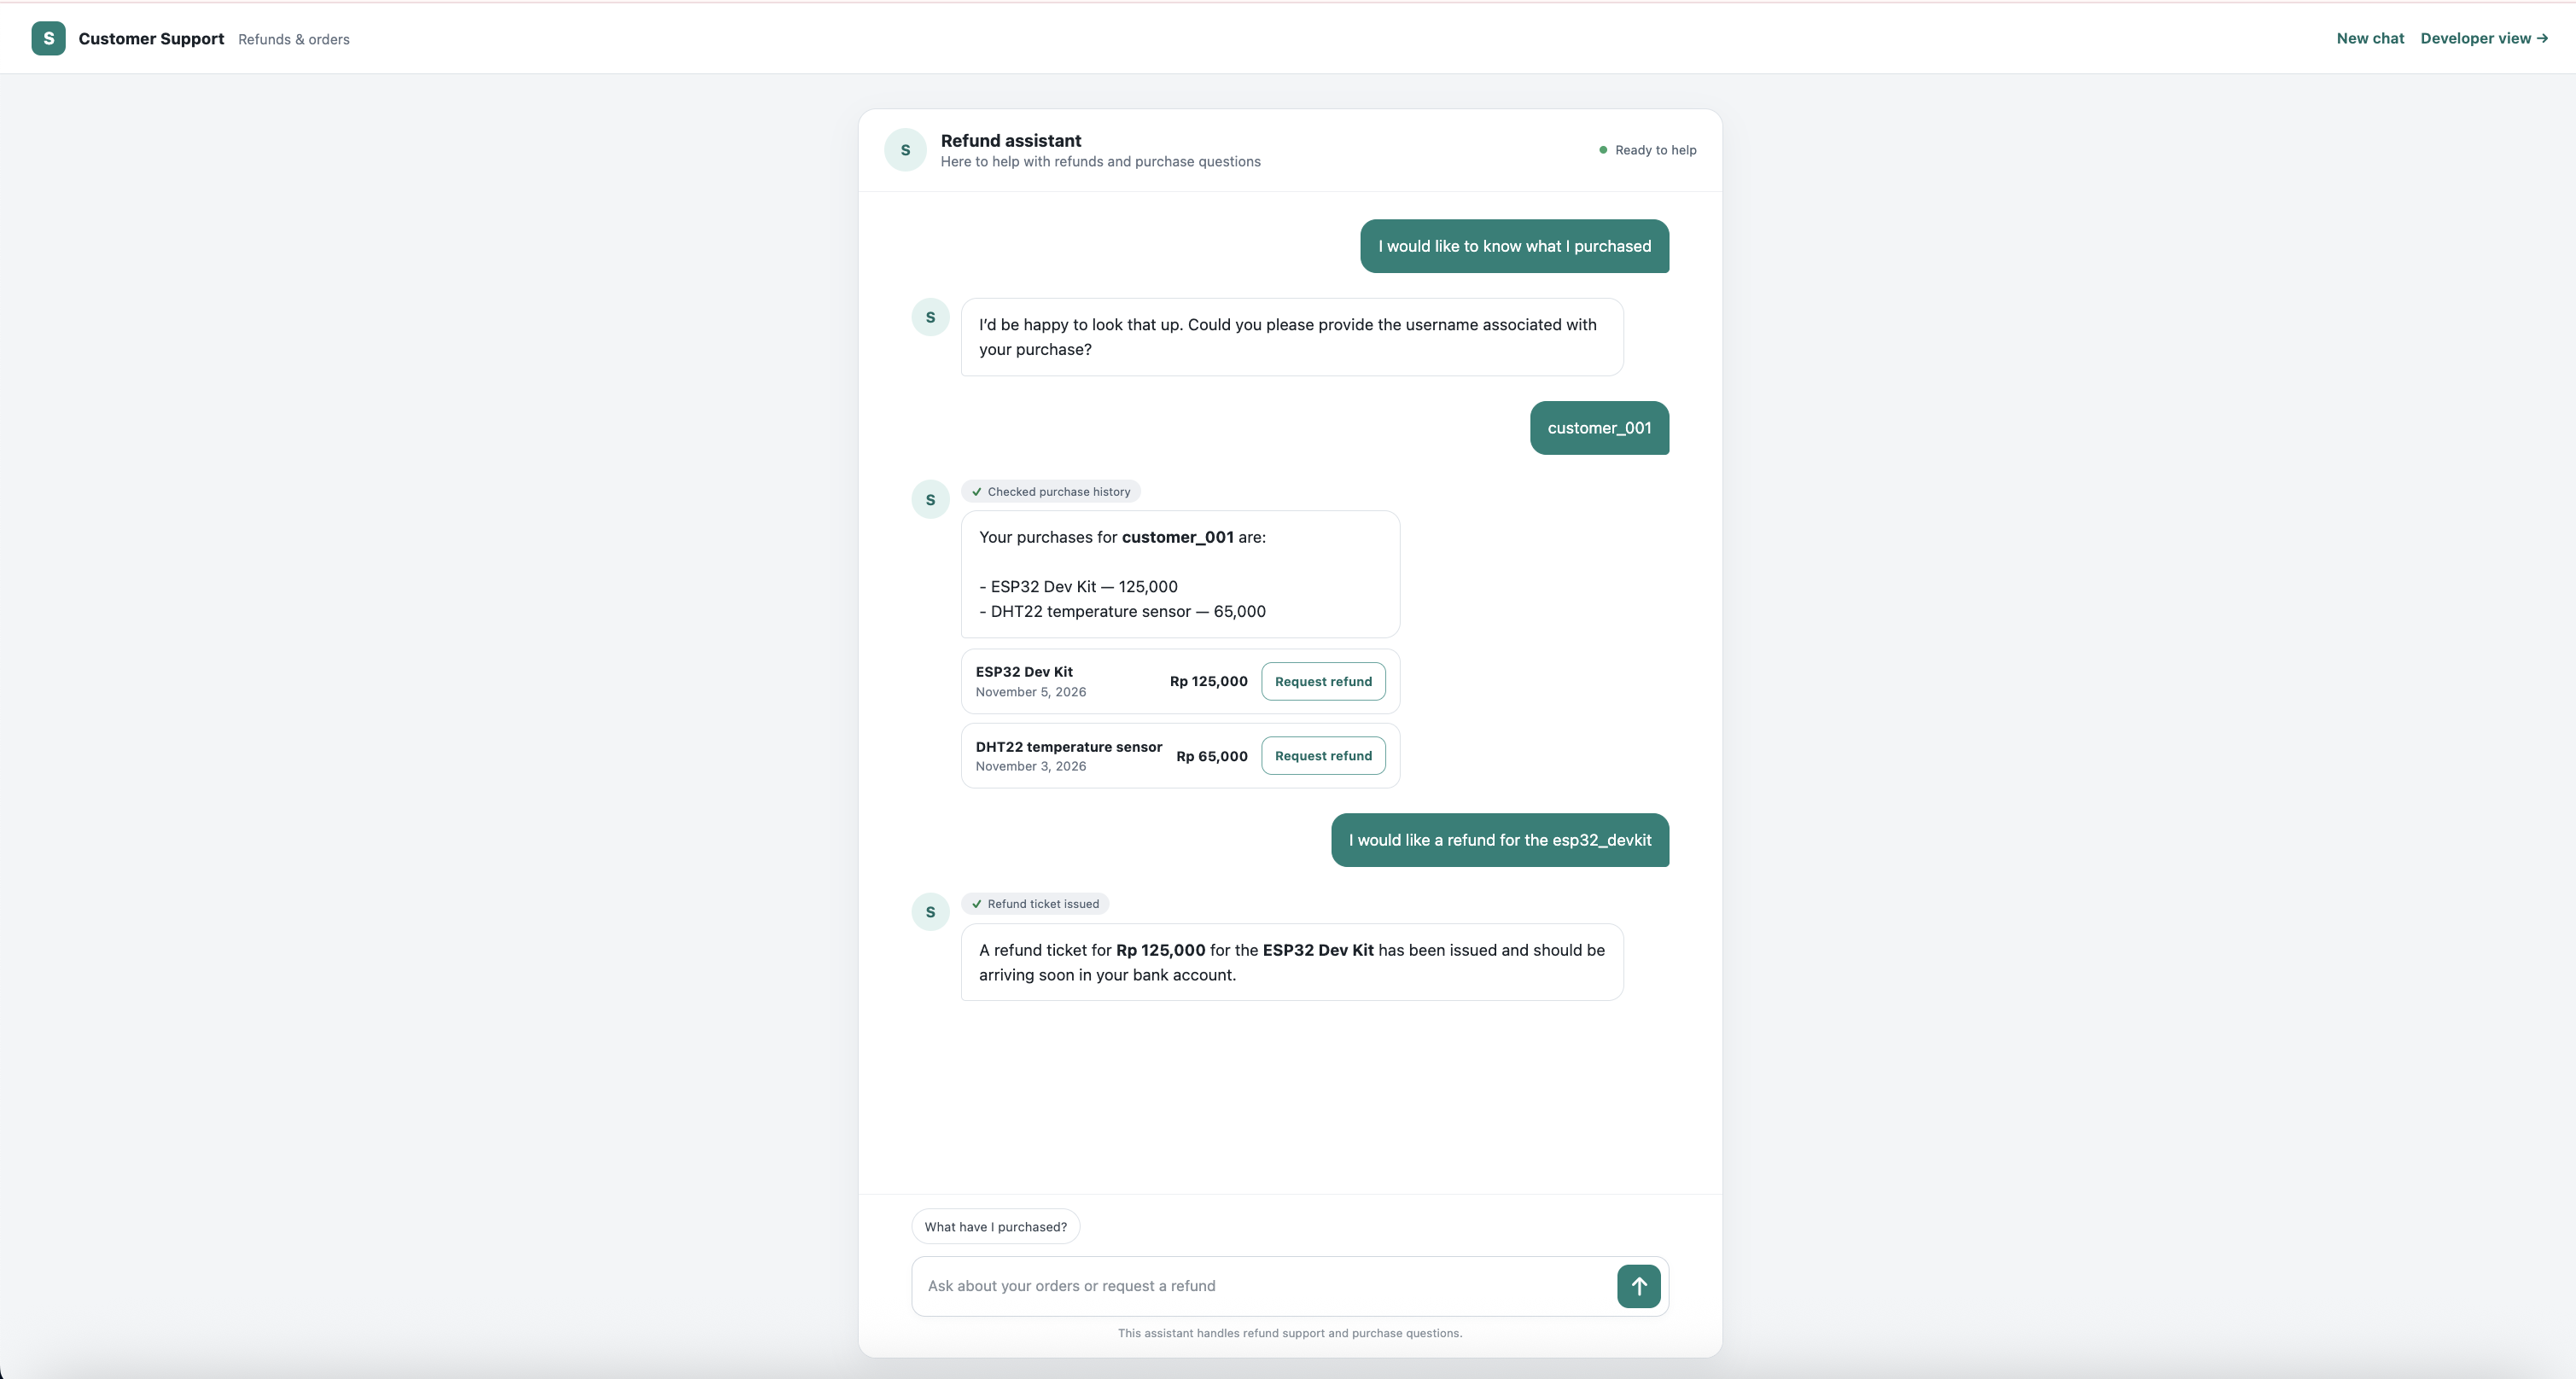 S Customer Support Refunds & orders New chat Developer view →
S Refund assistant
Here to help with refunds and purchase questions
Ready to help
I would like to know what I purchased
S
I'd be happy to look that up. Could you please provide the username associated with
your purchase?
customer_001
S
✓ Checked purchase history
Your purchases for customer_001 are:
- ESP32 Dev Kit — 125,000
- DHT22 temperature sensor — 65,000
ESP32 Dev Kit
November 5, 2026
Rp 125,000
Request refund
DHT22 temperature sensor
November 3, 2026
Rp 65,000
Request refund
I would like a refund for the esp32_devkit
S
✓ Refund ticket issued
A refund ticket for Rp 125,000 for the ESP32 Dev Kit has been issued and should be
arriving soon in your bank account.
What have I purchased?
Ask about your orders or request a refund
This assistant handles refund support and purchase questions.